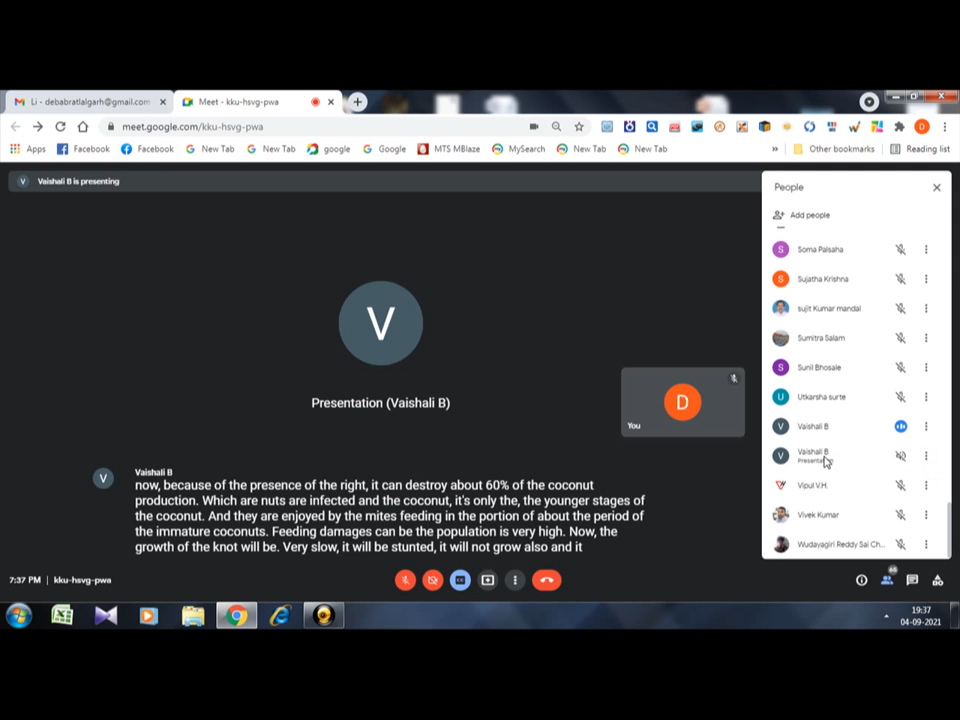 Li - debabratlalgarh@gmail.com
Meet - kku-hsvg-pwa
meet.google.com/kku-hsvg-pwa
D
Apps Facebook Facebook New Tab New Tab google Google MTS MBlaze MySearch New Tab New Tab » Other bookmarks Reading list
V Vaishali B is presenting
People
Add people
S Soma Palsaha
S Sujatha Krishna
sujit Kumar mandal
Sumitra Salam
S Sunil Bhosale
U Utkarsha surte
V Vaishali B
V Vaishali B
Presentation
Vipul V.H.
Vivek Kumar
Wudayagiri Reddy Sai Ch...
V
Presentation (Vaishali B)
D
You
V
Vaishali B
now, because of the presence of the right, it can destroy about 60% of the coconut
production. Which are nuts are infected and the coconut, it's only the, the younger stages of
the coconut. And they are enjoyed by the mites feeding in the portion of about the period of
the immature coconuts. Feeding damages can be the population is very high. Now, the
growth of the knot will be. Very slow, it will be stunted, it will not grow also and it
7:37 PM | kku-hsvg-pwa
19:37
04-09-2021